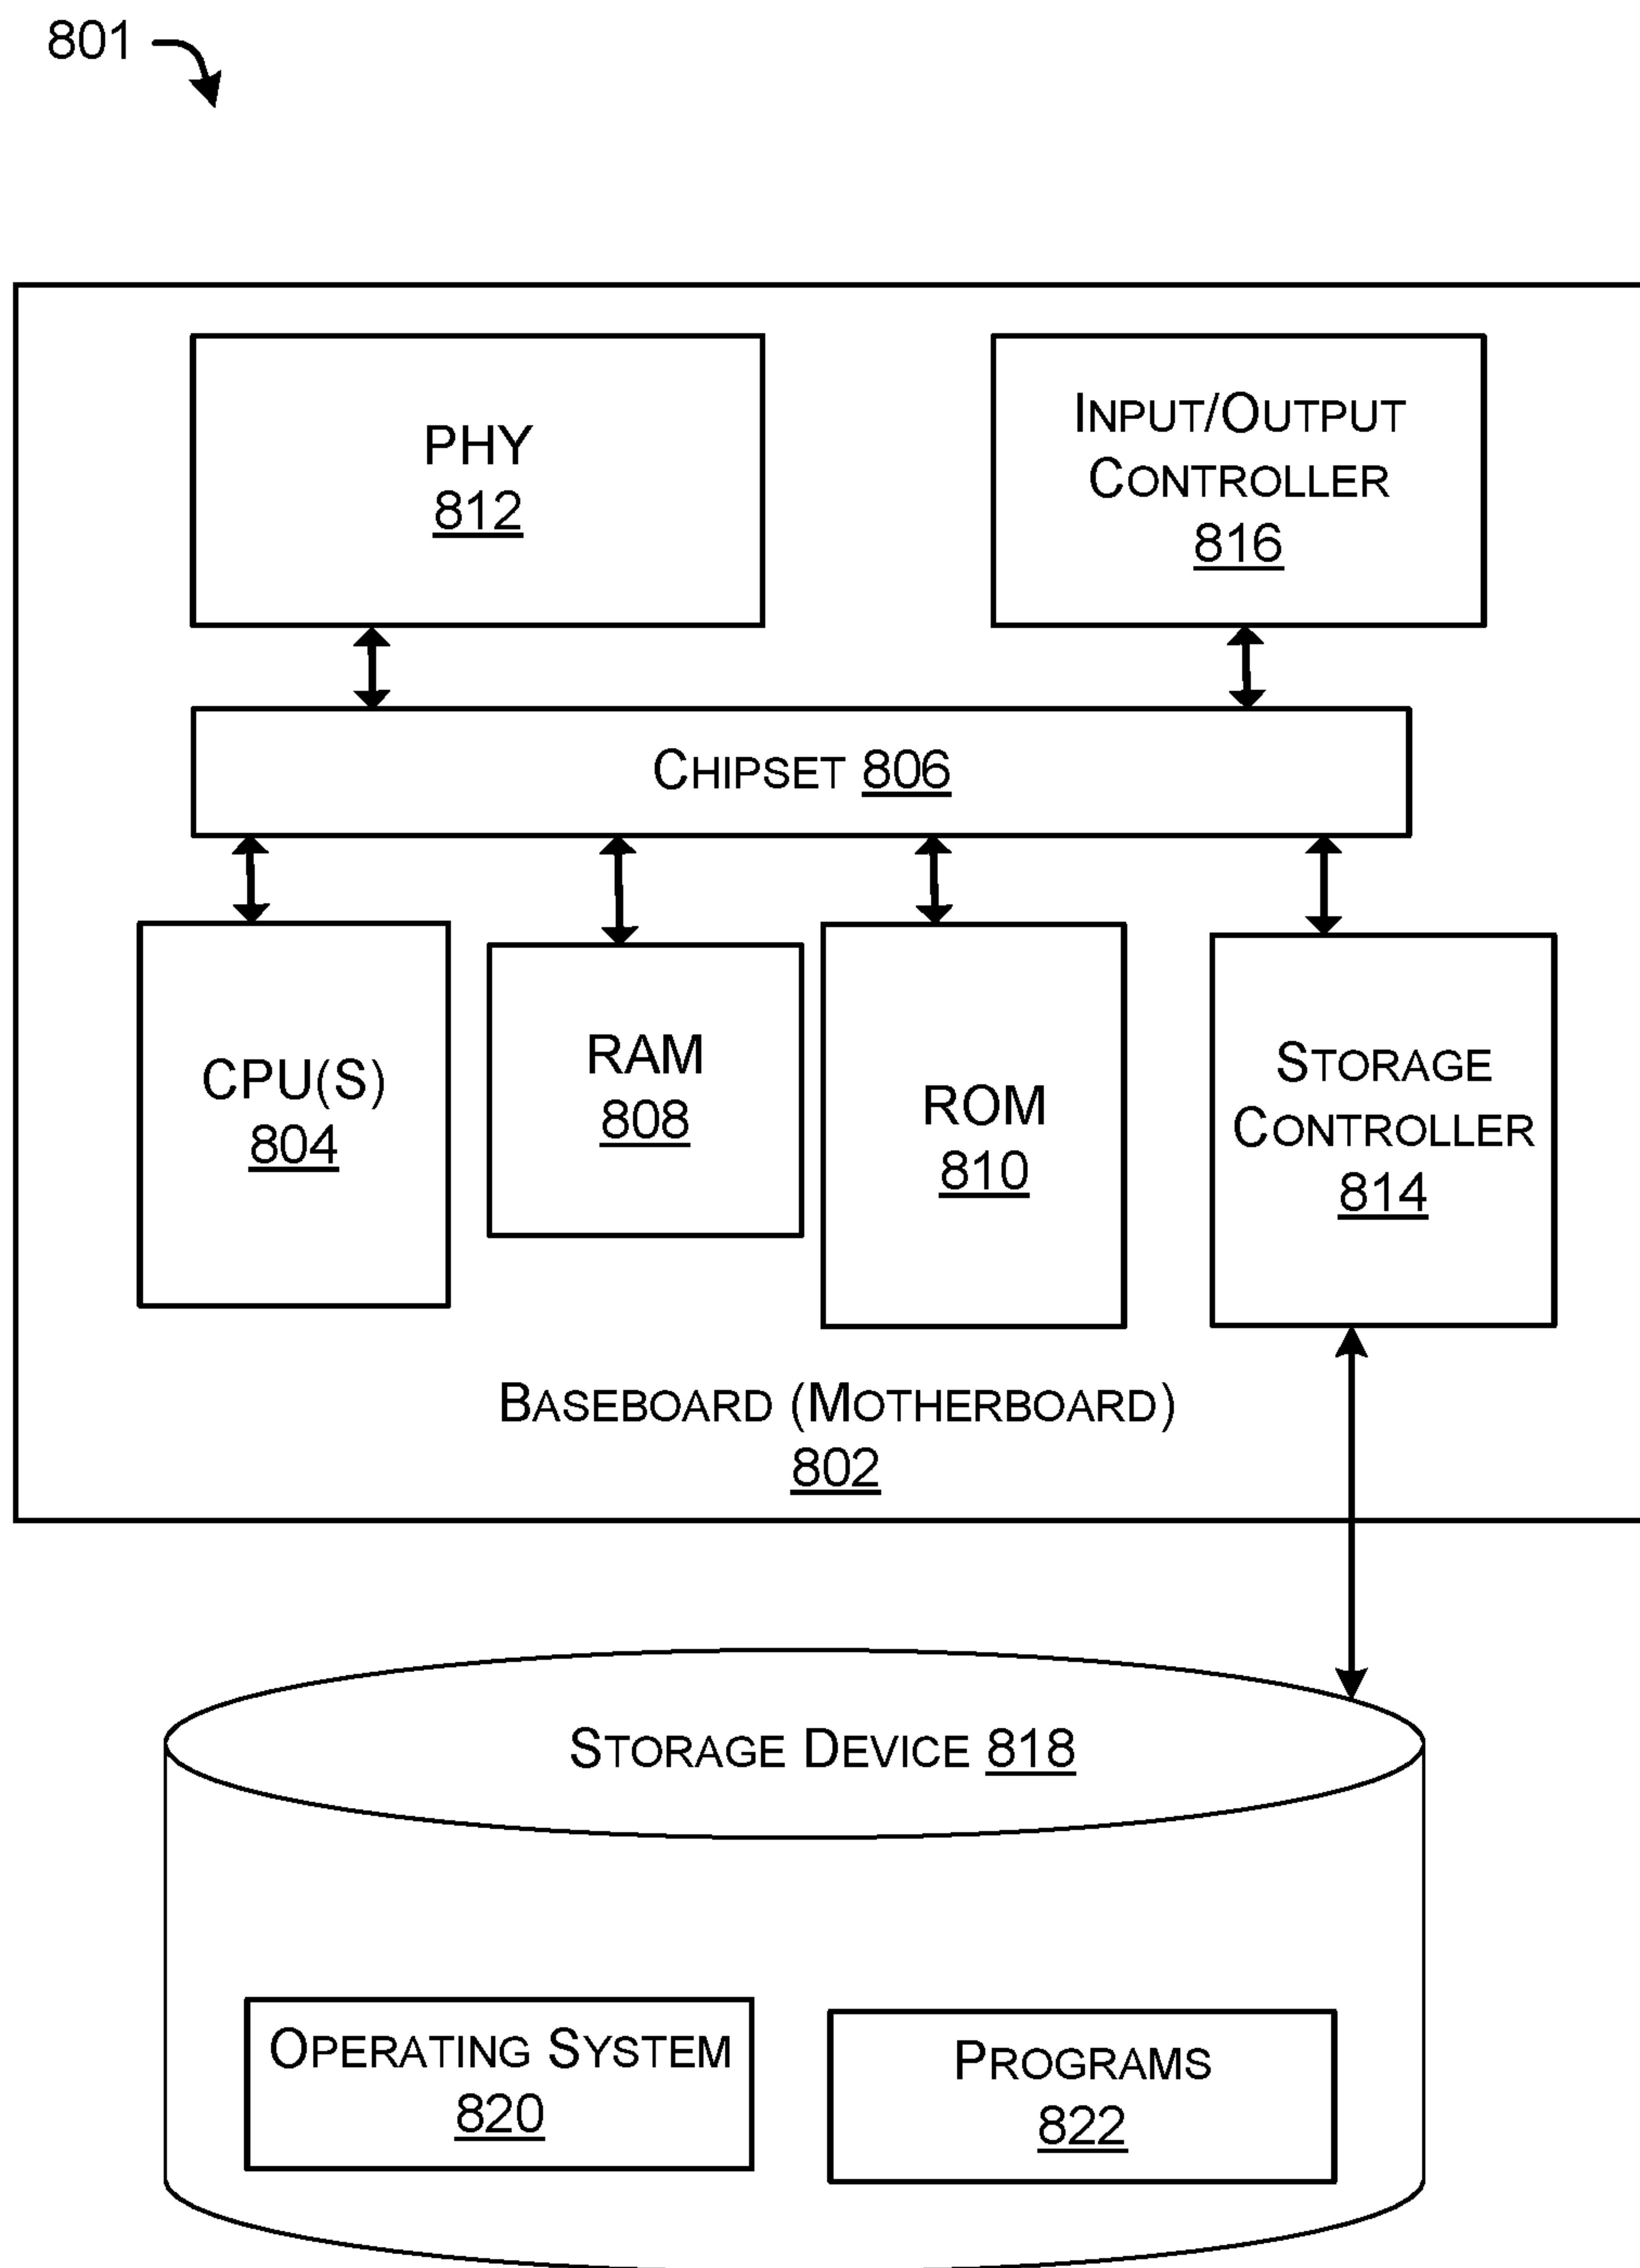 801
PHY
812
INPUT/OUTPUT
CONTROLLER
816
CHIPSET 806
CPU(S)
804
RAM
808
ROM
810
STORAGE
CONTROLLER
814
BASEBOARD (MOTHERBOARD)
802
STORAGE DEVICE 818
OPERATING SYSTEM
820
PROGRAMS
822